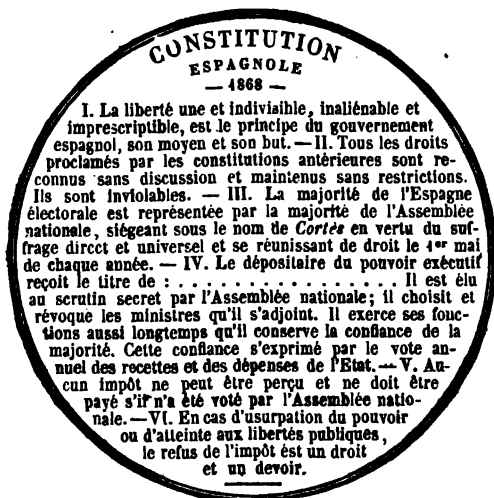 CONSTITUTION
ESPAGNOLE
— 1868 —
I. La liberté une et indivisible, inaliénable et
imprescriptible, est le principe du gouvernement
espagnol, son moyen et son but. — II. Tous les droits
proclamés par les constitutions antérieures sont re-
connus sans discussion et maintenus sans restrictions.
Ils sont inviolables. — III. La majorité de l'Espagne
électorale est représentée par la majorité de l'Assemblée
nationale, siégeant sous le nom de Cortès en vertu du suf-
frage direct et universel et se réunissant de droit le 1er mai
de chaque année. — IV. Le dépositaire du pouvoir exécutif
reçoit le titre de : . . . . . . . . . . . . . . . . Il est élu
au scrutin secret par l'Assemblée nationale; il choisit et
révoque les ministres qu'il s'adjoint. Il exerce ses fonc-
tions aussi longtemps qu'il conserve la confiance de la
majorité. Cette confiance s'exprimé par le vote an-
nuel des recettes et des dépenses de l'Etat. — V. Au-
cun impôt ne peut être perçu et ne doit être
payé s'il n'a été voté par l'Assemblée natio-
nale. — VI. En cas d'usurpation du pouvoir
ou d'atteinte aux libertés publiques,
le refus de l'impôt ést un droit
et un devoir.